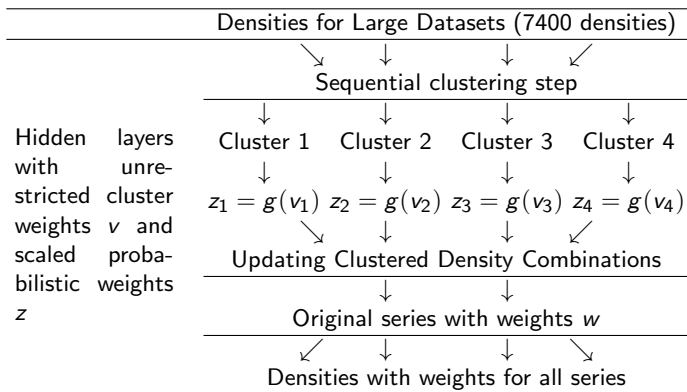 Densities for Large Datasets (7400 densities)
Sequential clustering step
Hidden layers
with unre-
stricted cluster
weights v and
scaled proba-
bilistic weights
z
Cluster 1 Cluster 2 Cluster 3 Cluster 4
z₁ = g(v₁) z₂ = g(v₂) z₃ = g(v₃) z₄ = g(v₄)
Updating Clustered Density Combinations
Original series with weights w
Densities with weights for all series